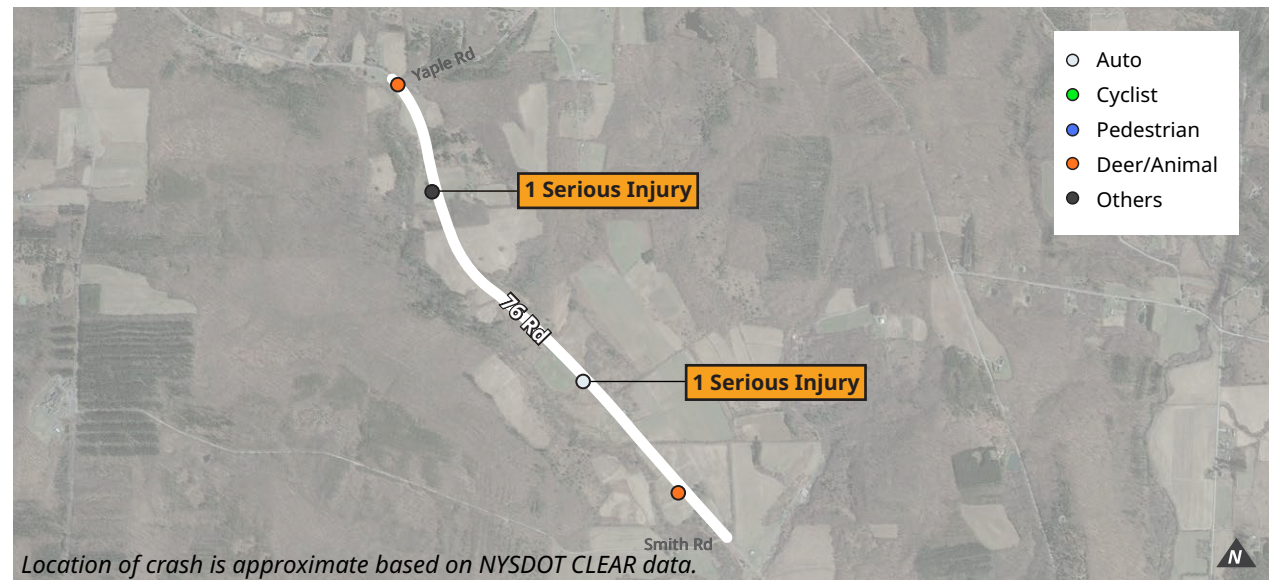 Yaple Rd
Auto
Cyclist
Pedestrian
Deer/Animal
Others
1 Serious Injury
76 Rd
1 Serious Injury
Smith Rd
Location of crash is approximate based on NYSDOT CLEAR data.
N